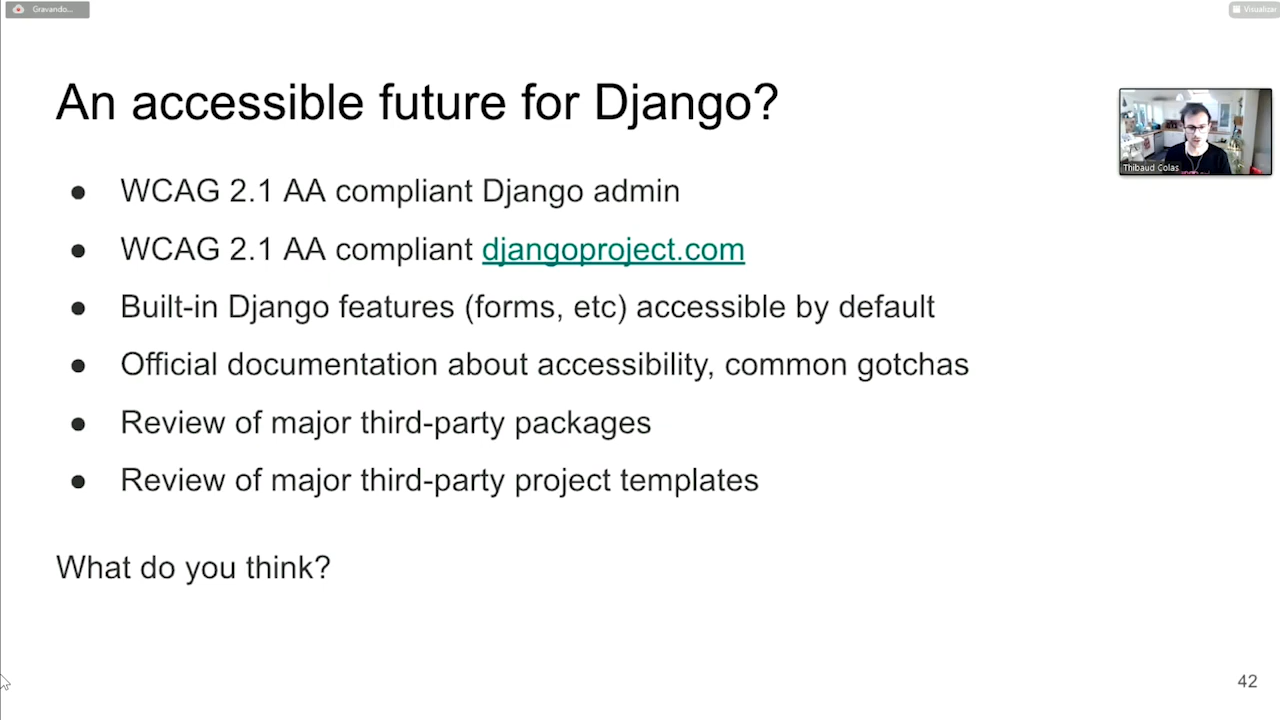 Gravando...
Visualizar
An accessible future for Django?
Thibaud Colas
● WCAG 2.1 AA compliant Django admin
● WCAG 2.1 AA compliant djangoproject.com
● Built-in Django features (forms, etc) accessible by default
● Official documentation about accessibility, common gotchas
● Review of major third-party packages
● Review of major third-party project templates
What do you think?
42